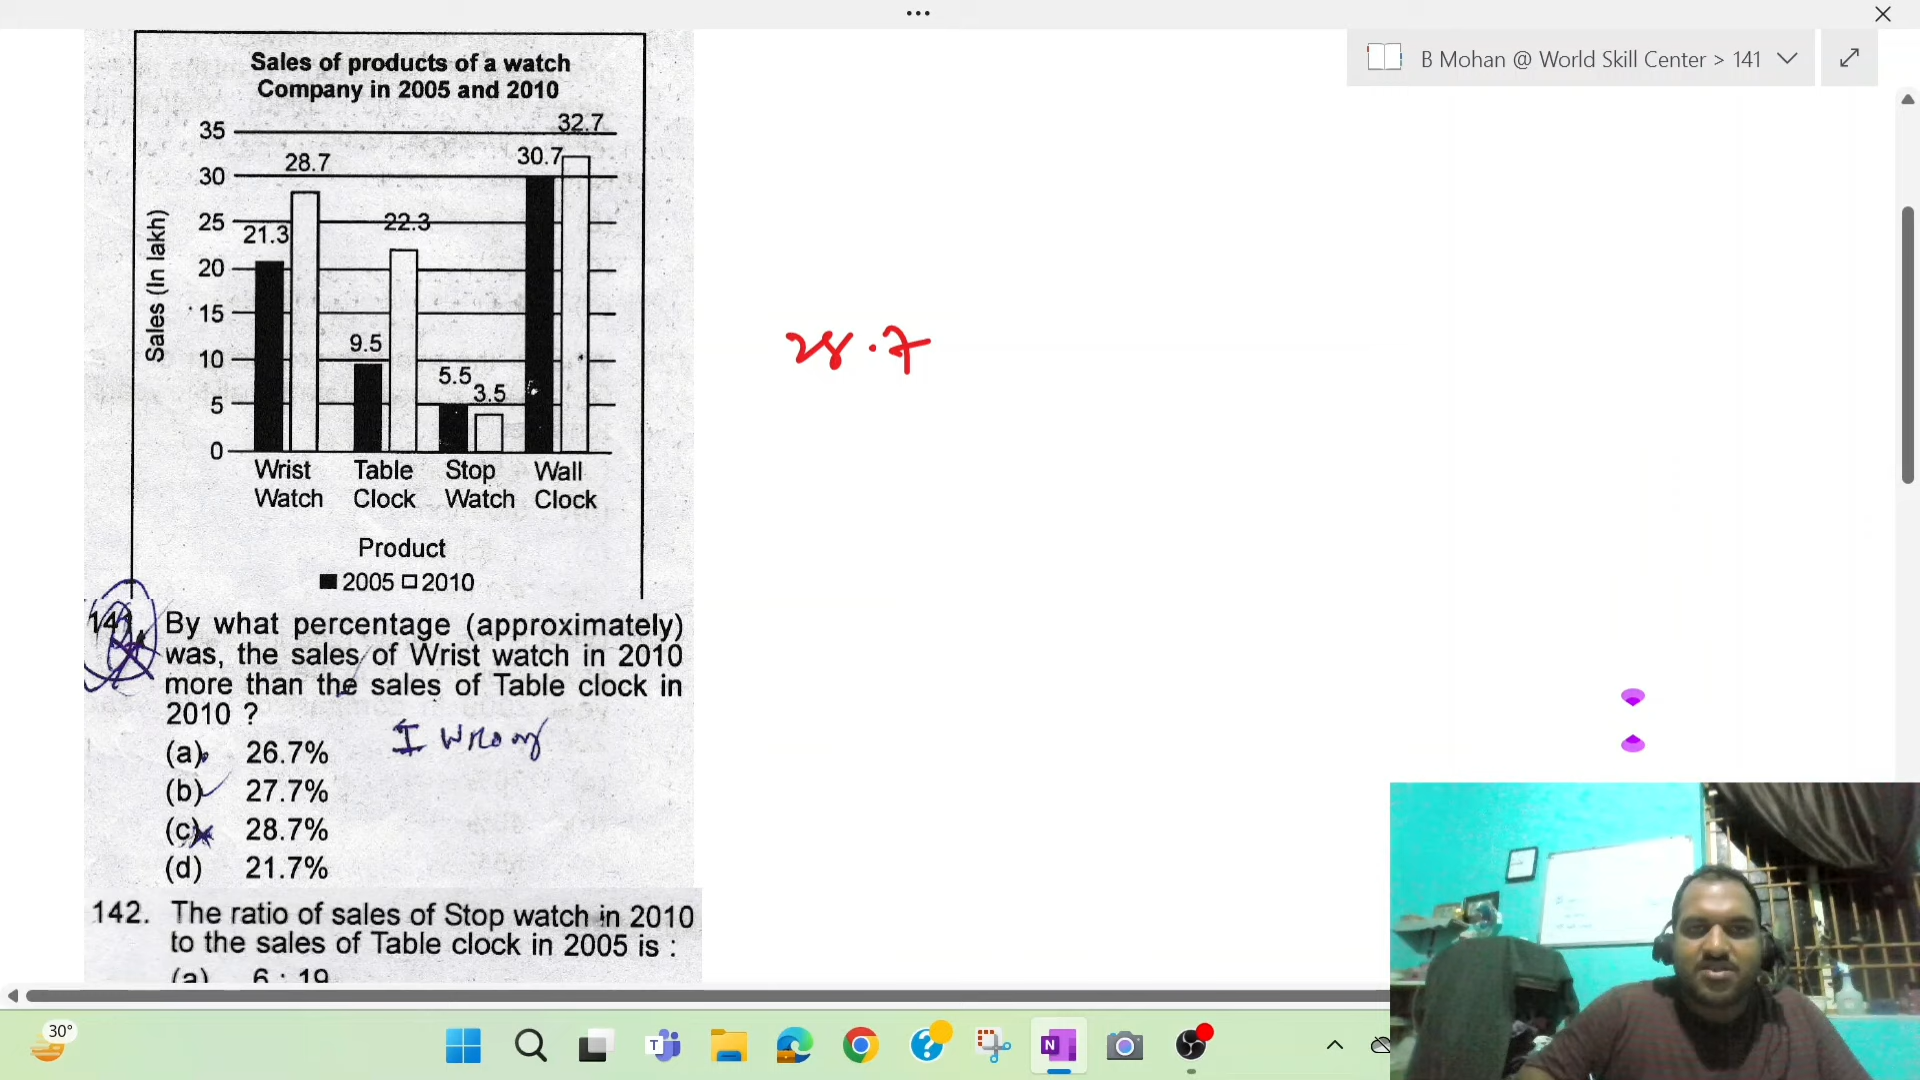 B Mohan @ World Skill Center > 141
Sales of products of a watch
Company in 2005 and 2010
Sales (In lakh)
35
30
25
20
15
10
5
0
21.3
28.7
9.5
22.3
5.5
3.5
30.7
32.7
Wrist Watch
Table Clock
Stop Watch
Wall Clock
Product
2005 2010
28.7
141. By what percentage (approximately)
was, the sales of Wrist watch in 2010
more than the sales of Table clock in
2010 ?
I wrong
(a) 26.7%
(b) 27.7%
(c) 28.7%
(d) 21.7%
142. The ratio of sales of Stop watch in 2010
to the sales of Table clock in 2005 is :
(a) 6 : 19
30°